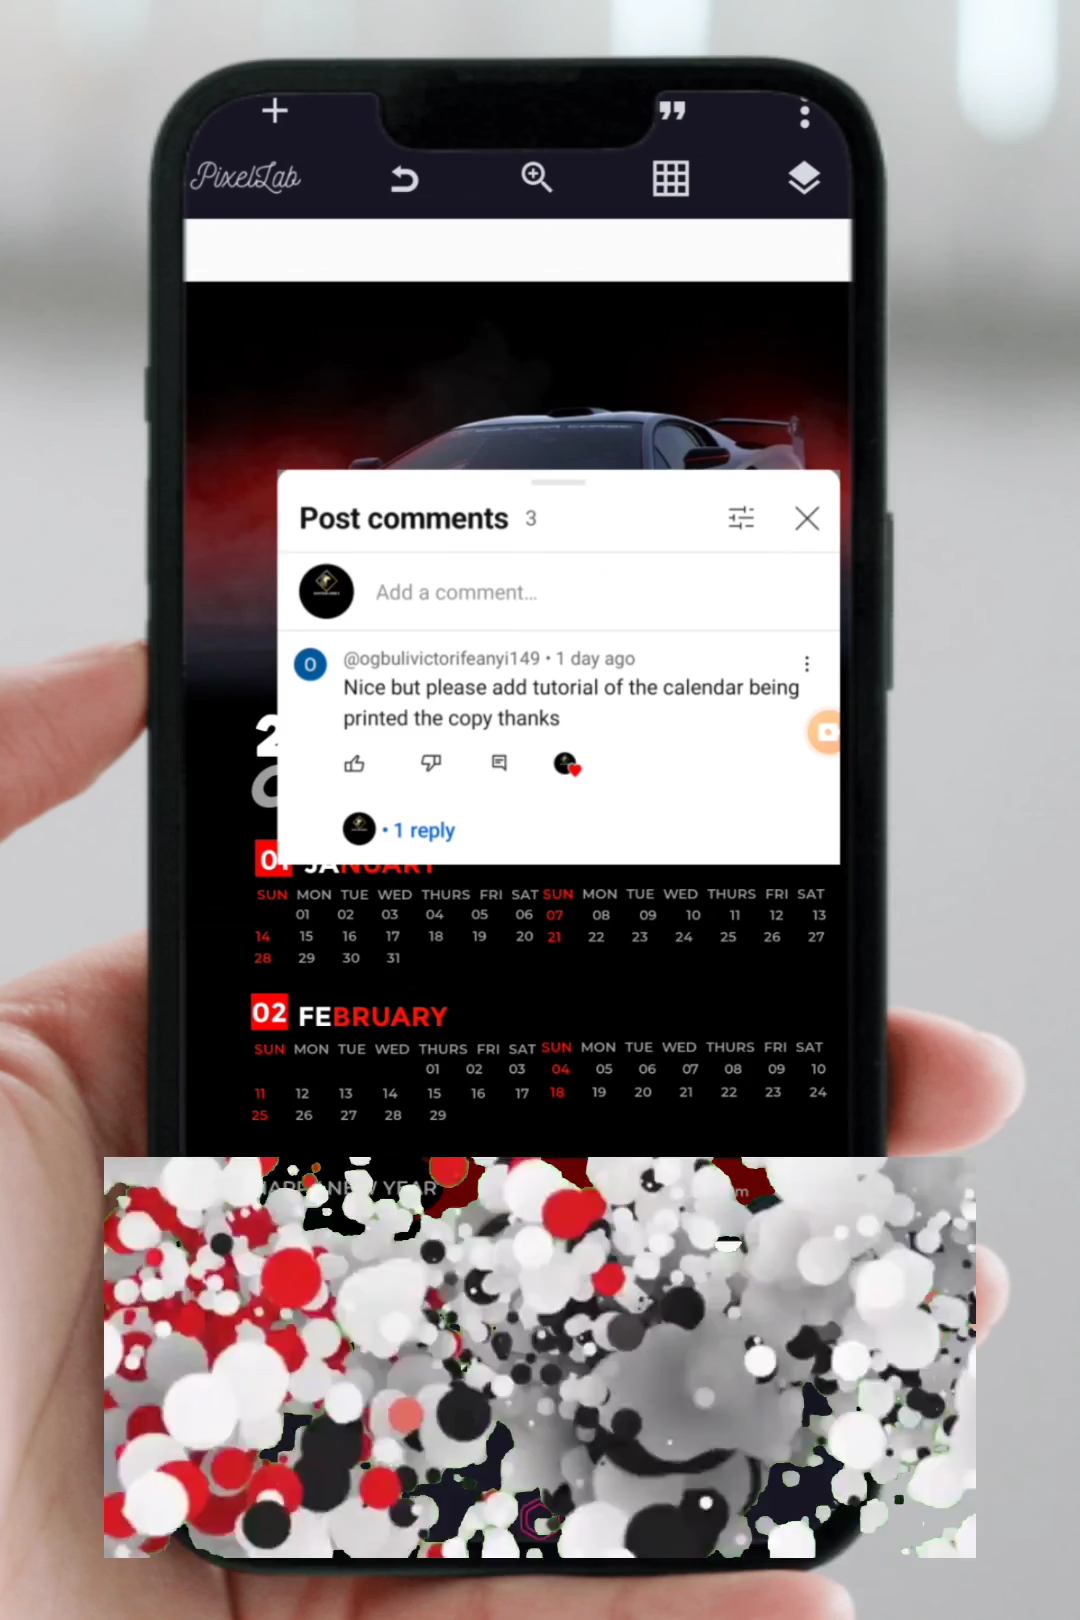 PixelLab
Post comments 3
Add a comment...
O
@ogbulivictorifeanyi149 • 1 day ago
Nice but please add tutorial of the calendar being
printed the copy thanks
• 1 reply
2
01 JANUARY
SUN MON TUE WED THURS FRI SAT SUN MON TUE WED THURS FRI SAT
01 02 03 04 05 06 07 08 09 10 11 12 13
14 15 16 17 18 19 20 21 22 23 24 25 26 27
28 29 30 31
02 FEBRUARY
SUN MON TUE WED THURS FRI SAT SUN MON TUE WED THURS FRI SAT
01 02 03 04 05 06 07 08 09 10
11 12 13 14 15 16 17 18 19 20 21 22 23 24
25 26 27 28 29
NEW YEAR